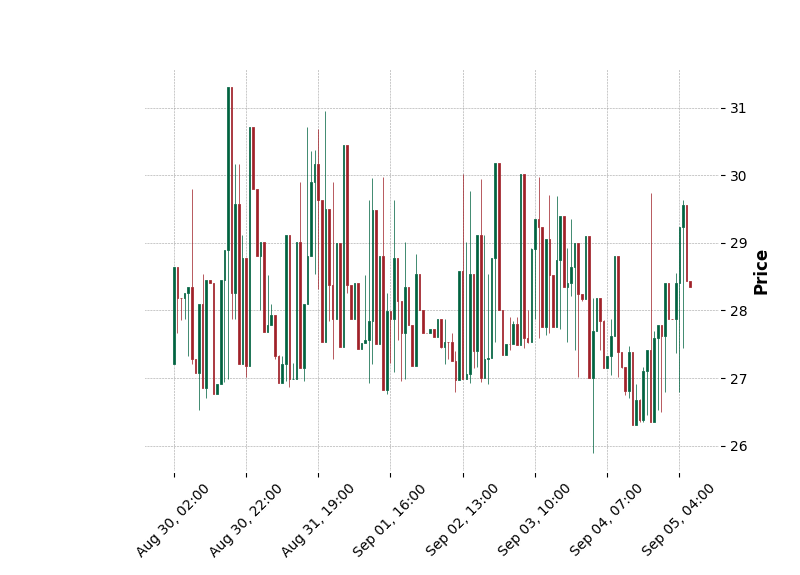 31
30
29
28
27
26
Price
Aug 30, 02:00
Aug 30, 22:00
Aug 31, 19:00
Sep 01, 16:00
Sep 02, 13:00
Sep 03, 10:00
Sep 04, 07:00
Sep 05, 04:00